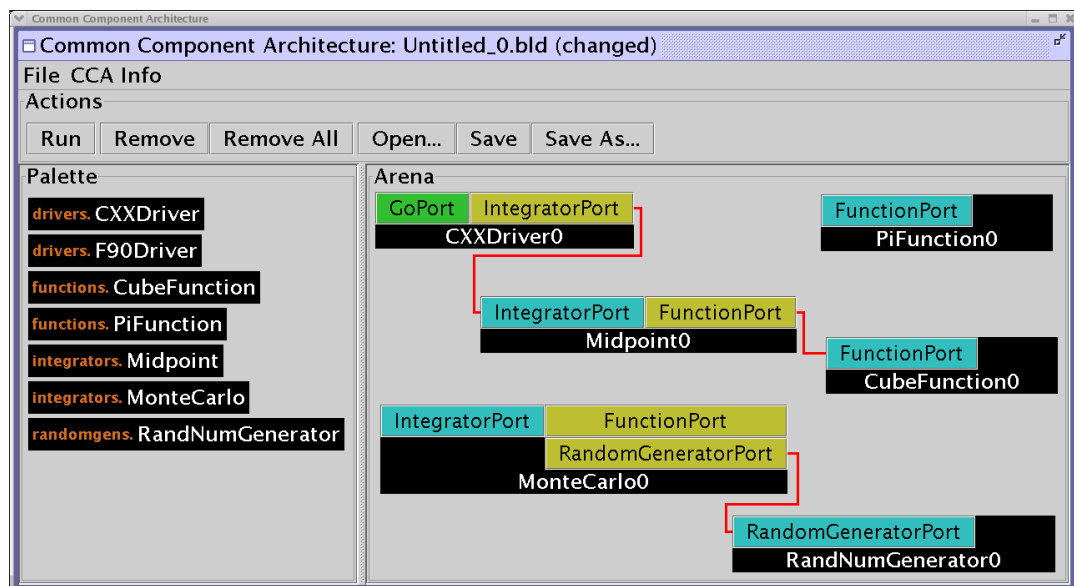 Common Component Architecture
Common Component Architecture: Untitled_0.bld (changed)
File CCA Info
Actions
Run Remove Remove All Open... Save Save As...
Palette
drivers. CXXDriver
drivers. F90Driver
functions. CubeFunction
functions. PiFunction
integrators. Midpoint
integrators. MonteCarlo
randomgens. RandNumGenerator
Arena
GoPort IntegratorPort
CXXDriver0
FunctionPort
PiFunction0
IntegratorPort FunctionPort
Midpoint0
FunctionPort
CubeFunction0
IntegratorPort FunctionPort
RandomGeneratorPort
MonteCarlo0
RandomGeneratorPort
RandNumGenerator0